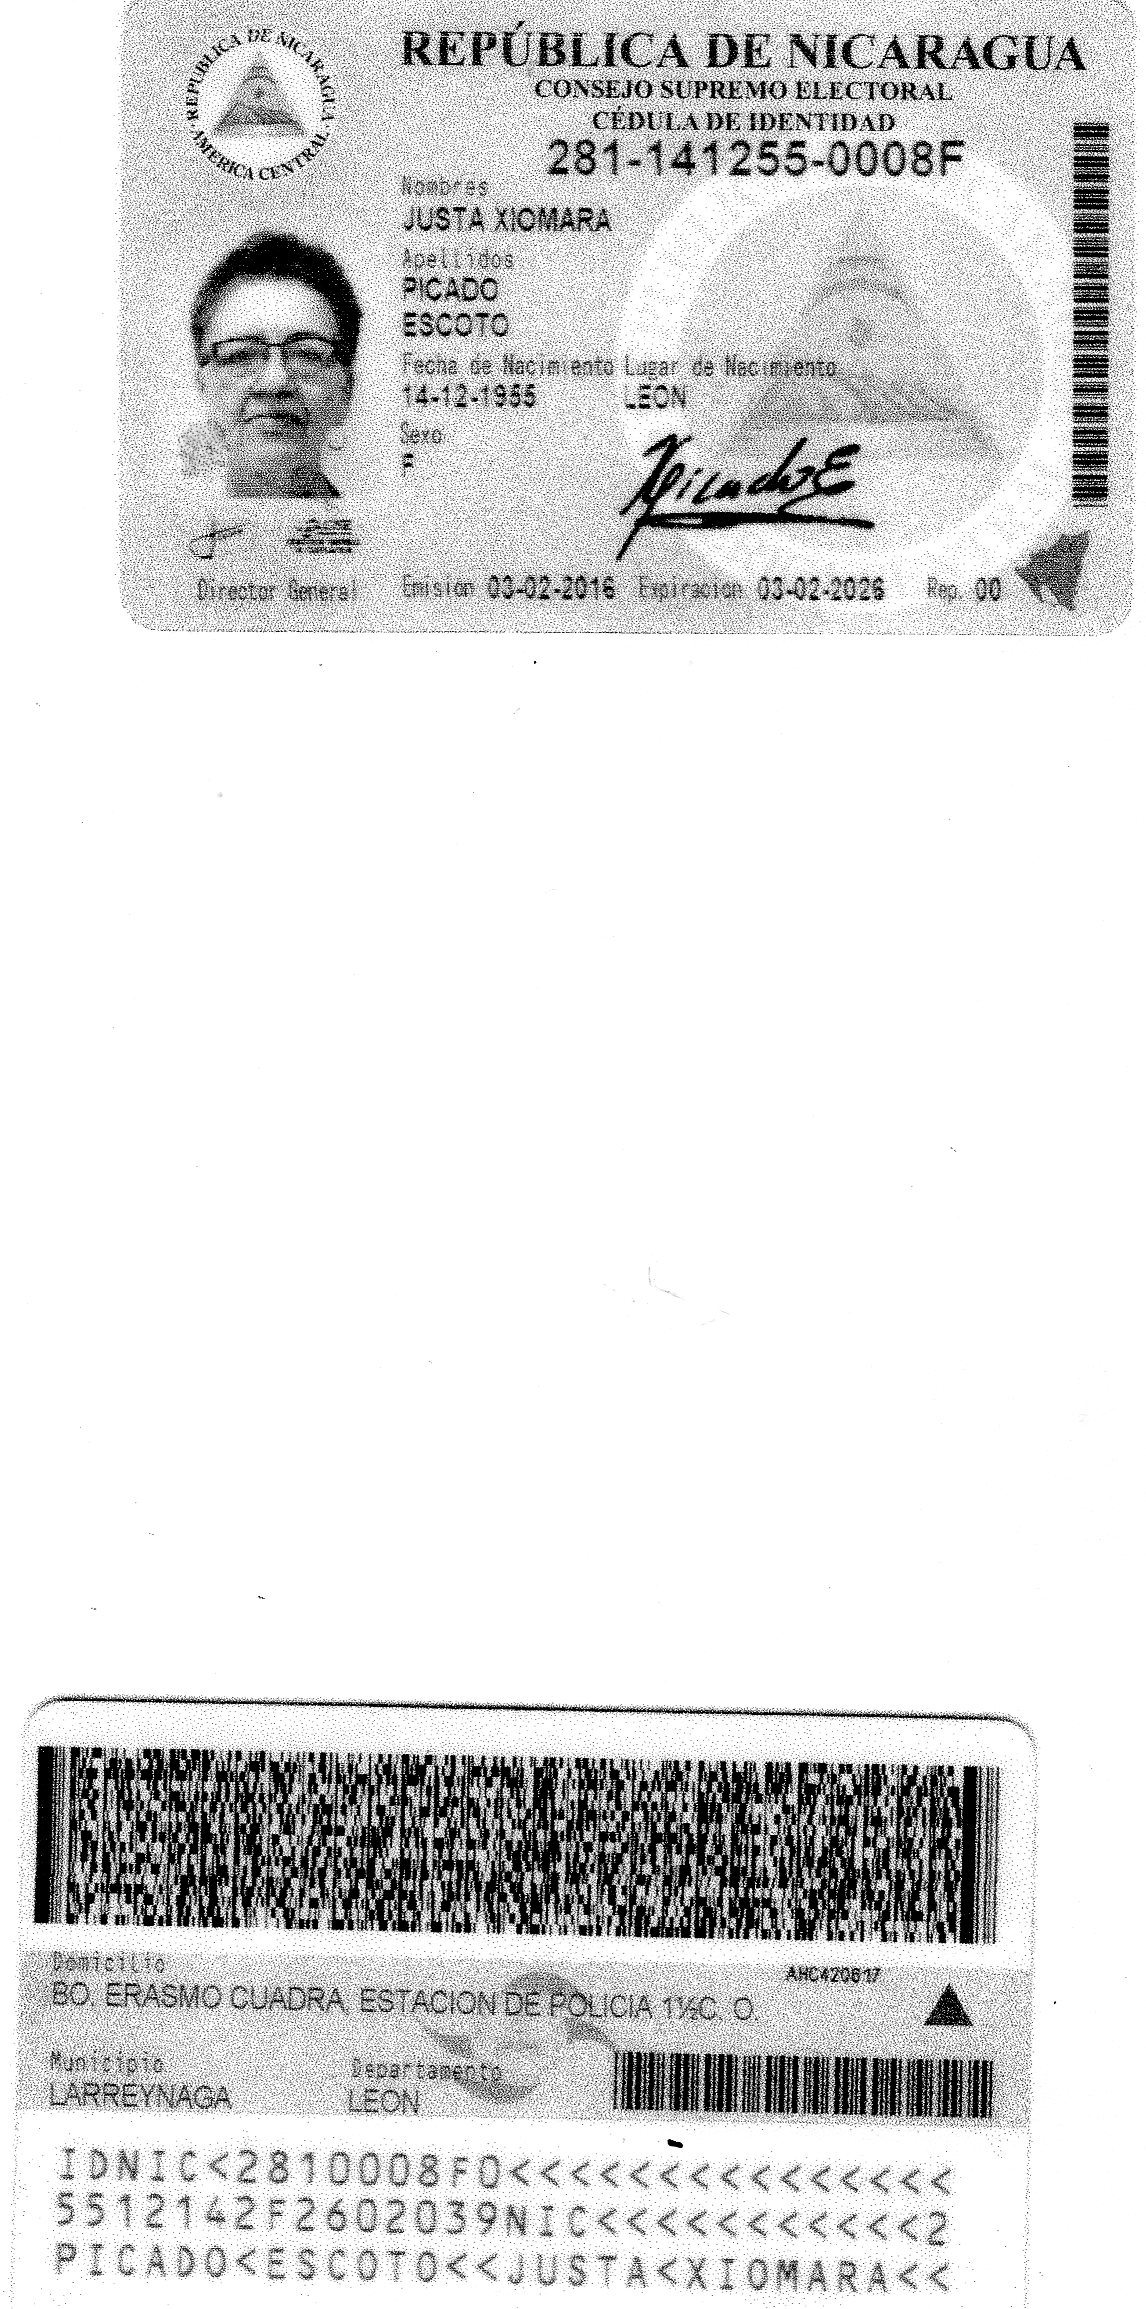 REPUBLICA DE NICARAGUA
AMERICA CENTRAL
REPÚBLICA DE NICARAGUA
CONSEJO SUPREMO ELECTORAL
CÉDULA DE IDENTIDAD
281-141255-0008F
Nombres
JUSTA XIOMARA
Apellidos
PICADO
ESCOTO
Fecha de Nacimiento Lugar de Nacimiento
14-12-1955 LEON
Sexo
F
Director General Emision 03-02-2016 Expiracion 03-02-2026 Rep. 00
Domicilio
AHC420617
BO. ERASMO CUADRA, ESTACION DE POLICIA 1½C. O.
Municipio Departamento
LARREYNAGA LEON
IDNIC<2810008F0<<<<<<<<<<<<<<<
5512142F2602039NIC<<<<<<<<<<<2
PICADO<ESCOTO<<JUSTA<XIOMARA<<